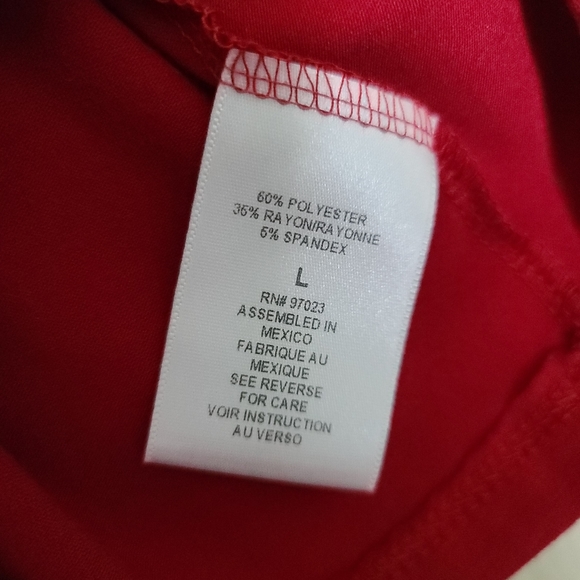 60% POLYESTER
35% RAYON/RAYONNE
5% SPANDEX
L
RN# 97023
ASSEMBLED IN
MEXICO
FABRIQUE AU
MEXIQUE
SEE REVERSE
FOR CARE
VOIR INSTRUCTION
AU VERSO